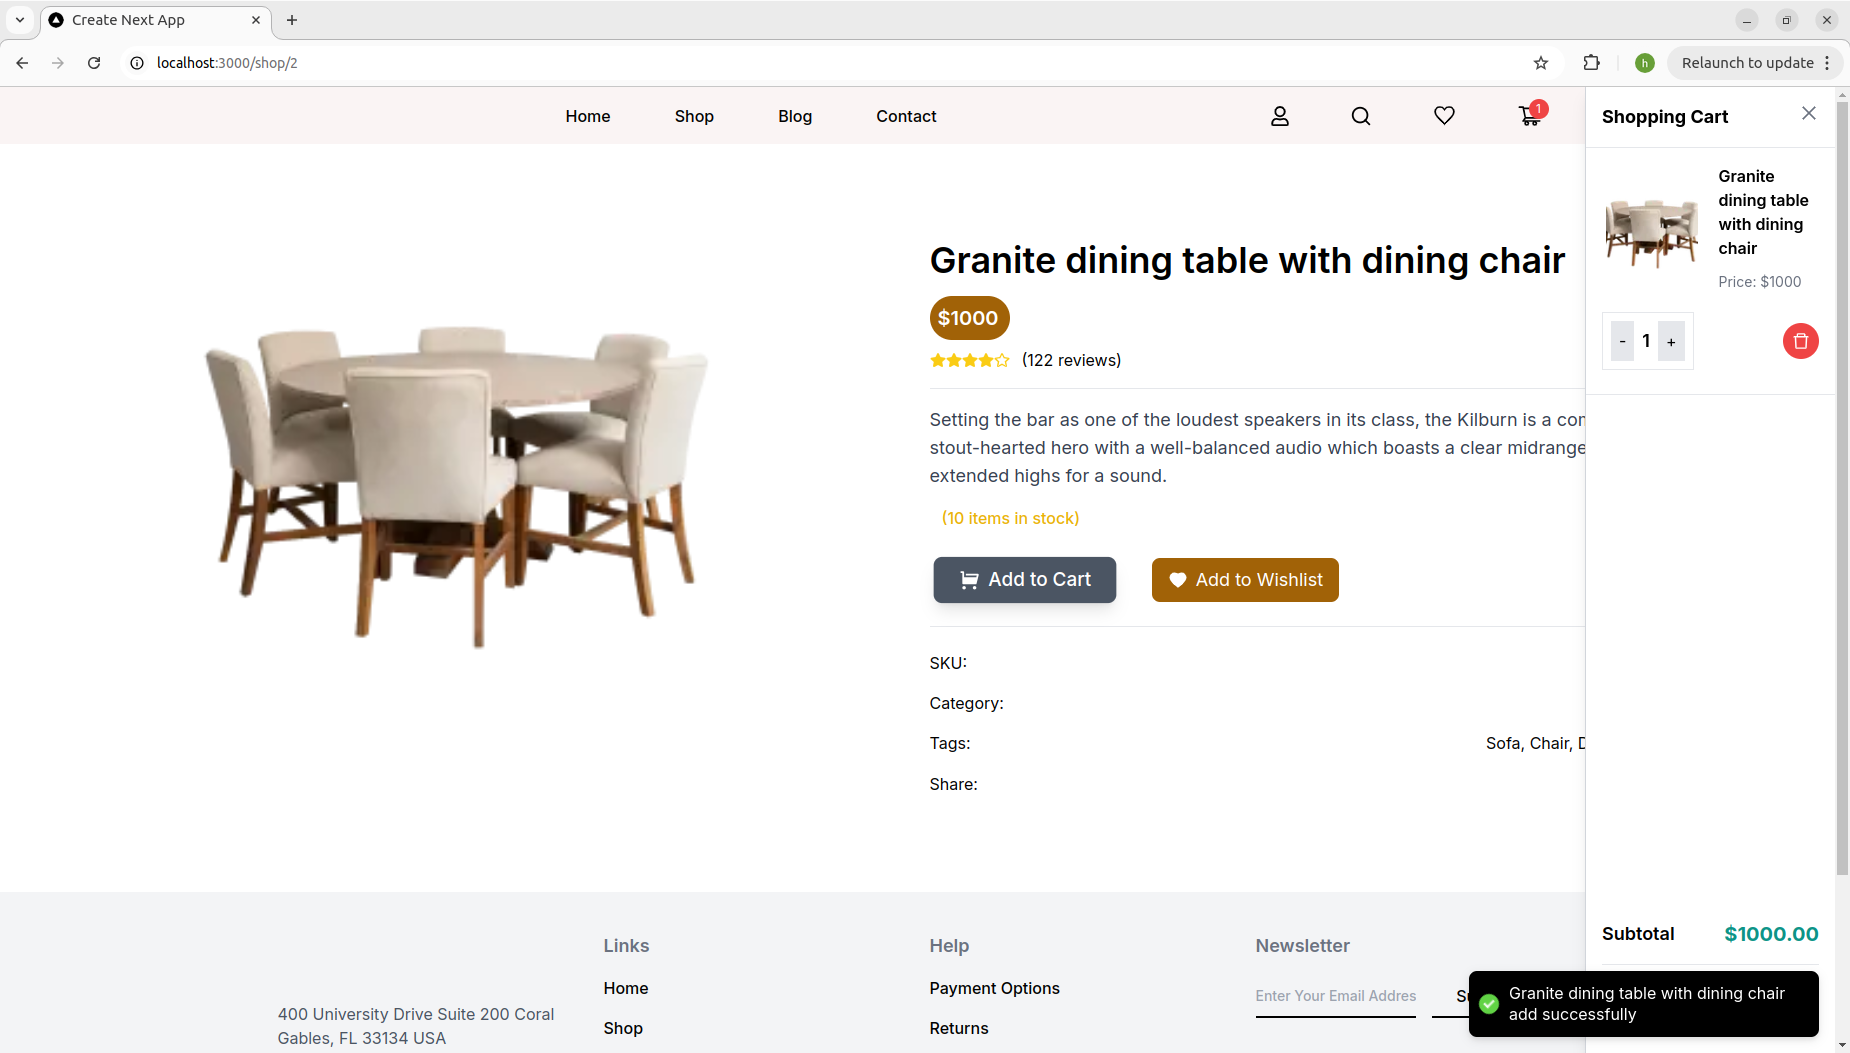 Create Next App
localhost:3000/shop/2
h
Relaunch to update
Home
Shop
Blog
Contact
1
Granite dining table with dining chair
$1000
(122 reviews)
Setting the bar as one of the loudest speakers in its class, the Kilburn is a
stout-hearted hero with a well-balanced audio which boasts a clear midrange
extended highs for a sound.
(10 items in stock)
Add to Cart
Add to Wishlist
SKU:
Category:
Tags:
Sofa, Chair,
Share:
Shopping Cart
Granite
dining table
with dining
chair
Price: $1000
- 1 +
Subtotal
$1000.00
Granite dining table with dining chair
add successfully
400 University Drive Suite 200 Coral
Gables, FL 33134 USA
Links
Home
Shop
Help
Payment Options
Returns
Newsletter
Enter Your Email Addres